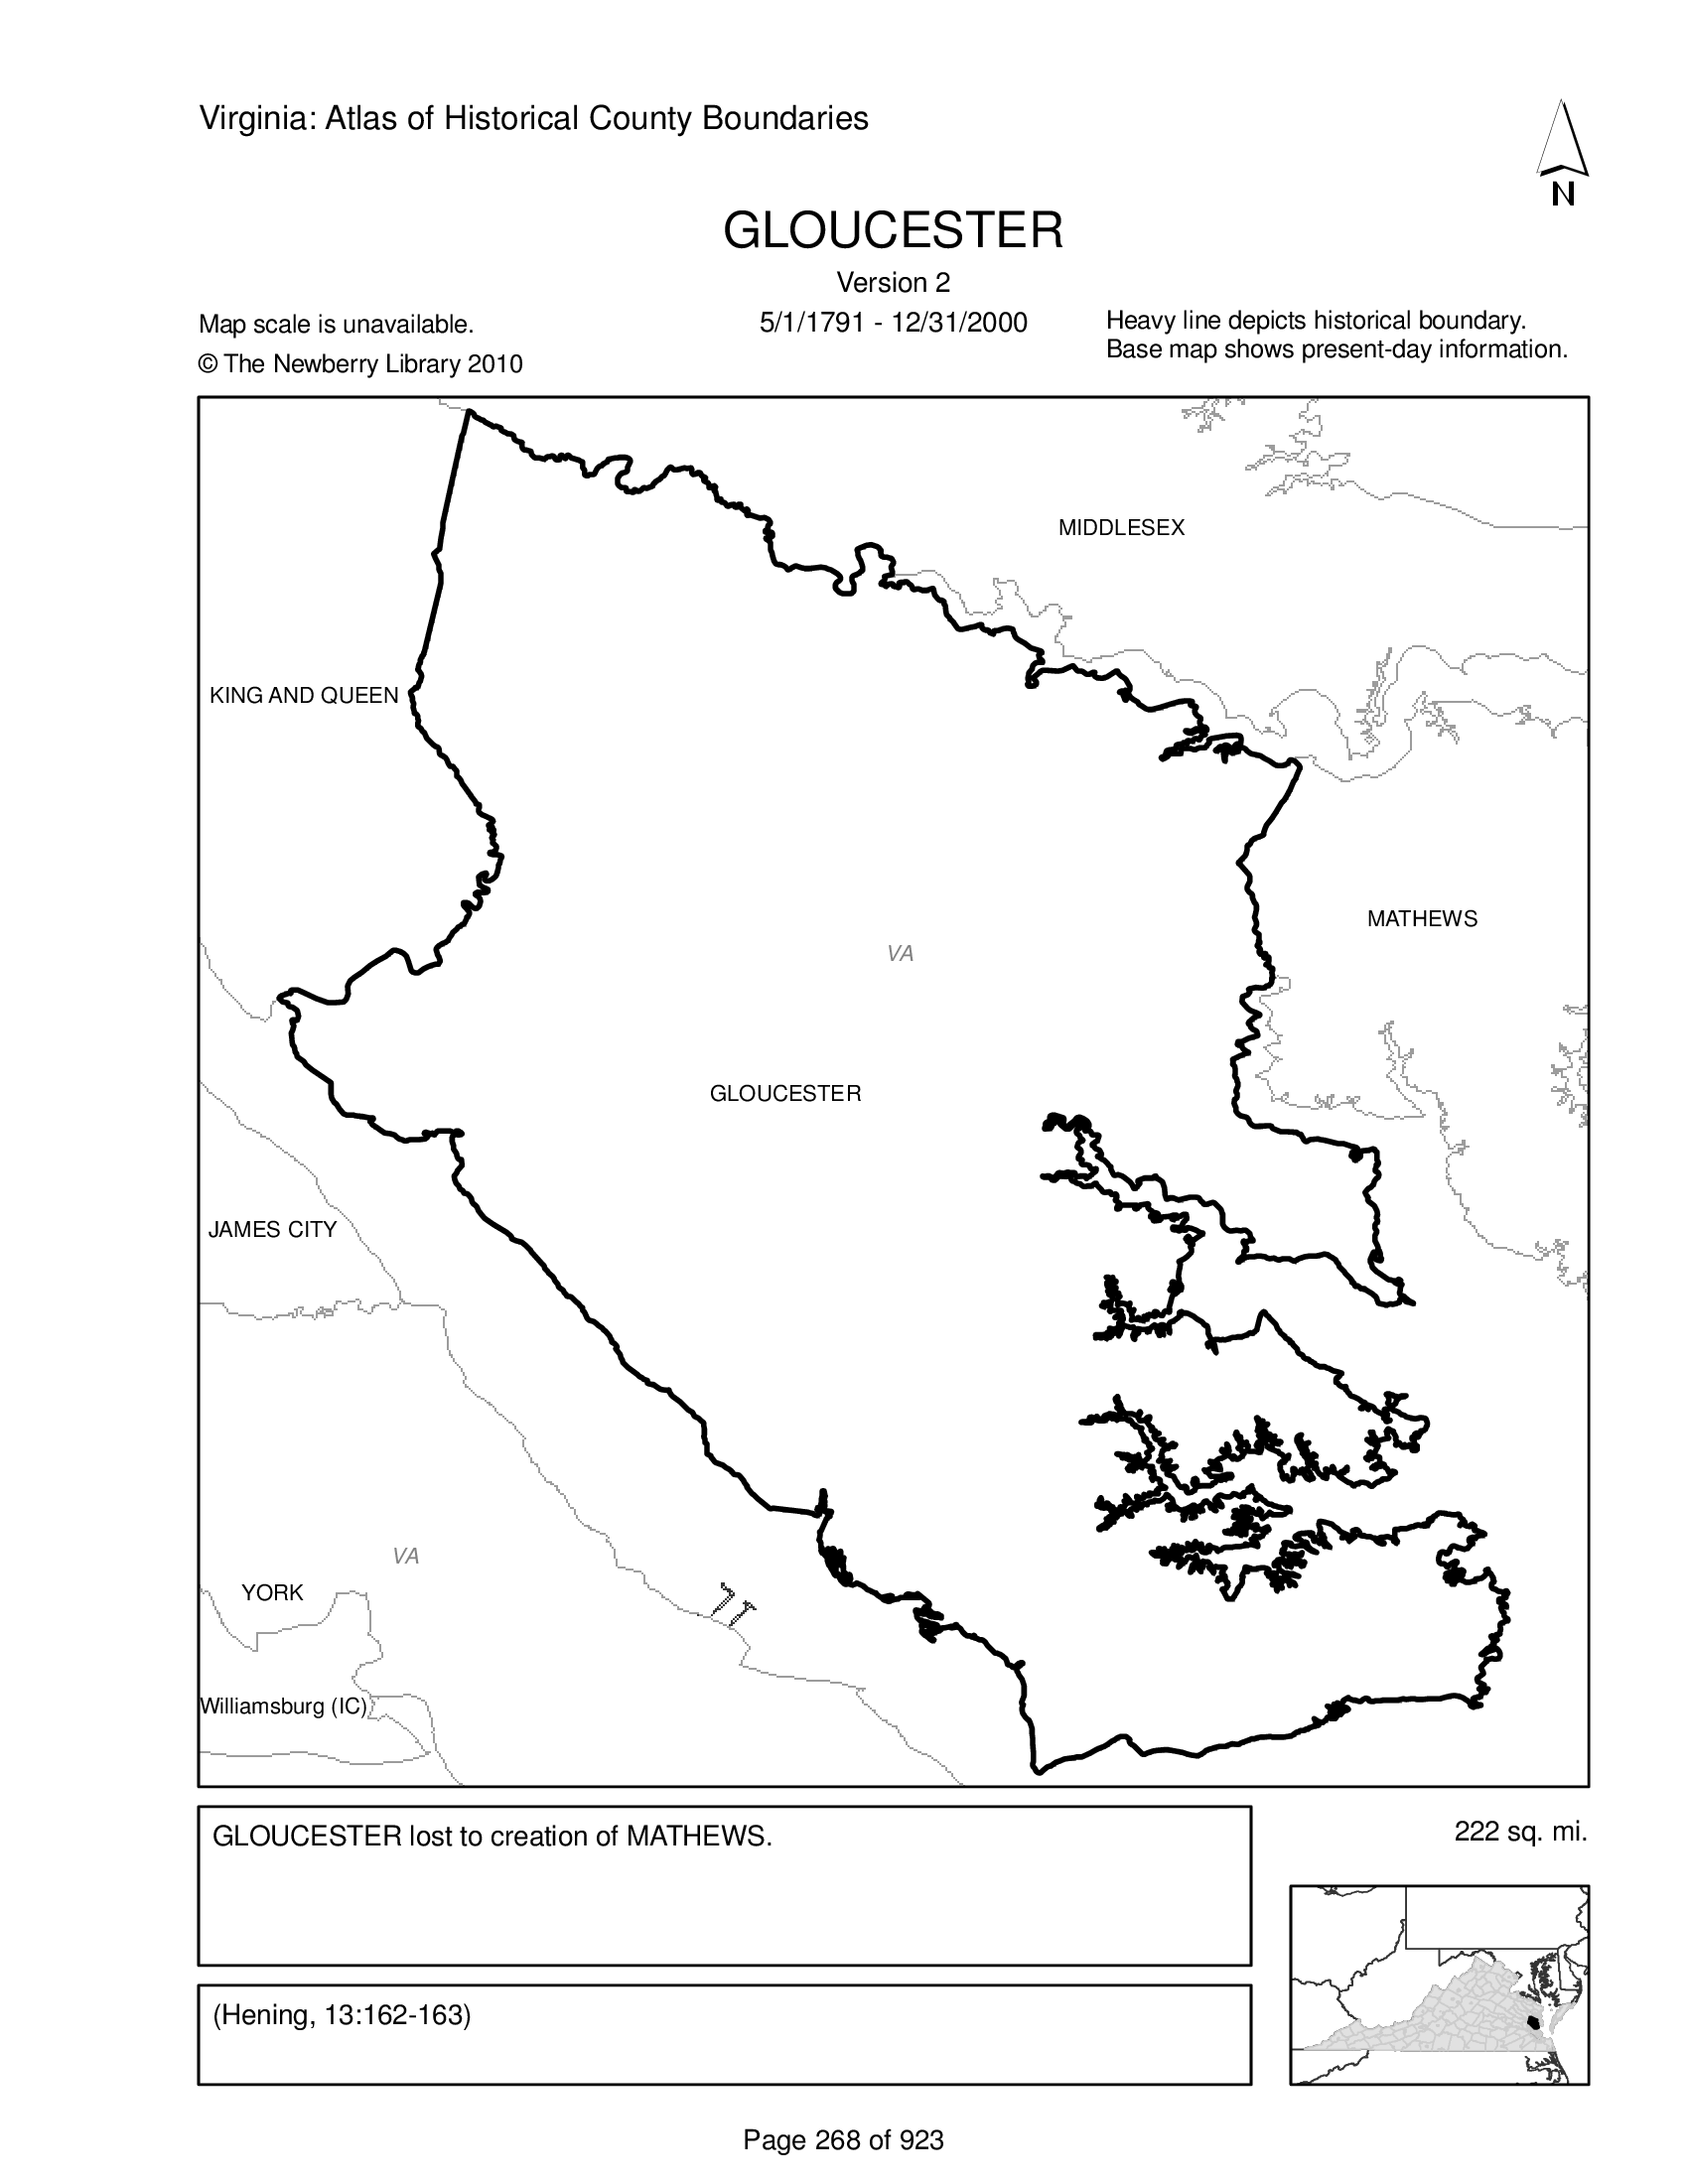 Virginia: Atlas of Historical County Boundaries
N
GLOUCESTER
Version 2
5/1/1791 - 12/31/2000
Map scale is unavailable.
© The Newberry Library 2010
Heavy line depicts historical boundary.
Base map shows present-day information.
MIDDLESEX
KING AND QUEEN
MATHEWS
VA
GLOUCESTER
JAMES CITY
VA
YORK
Williamsburg (IC)
GLOUCESTER lost to creation of MATHEWS.
222 sq. mi.
(Hening, 13:162-163)
Page 268 of 923